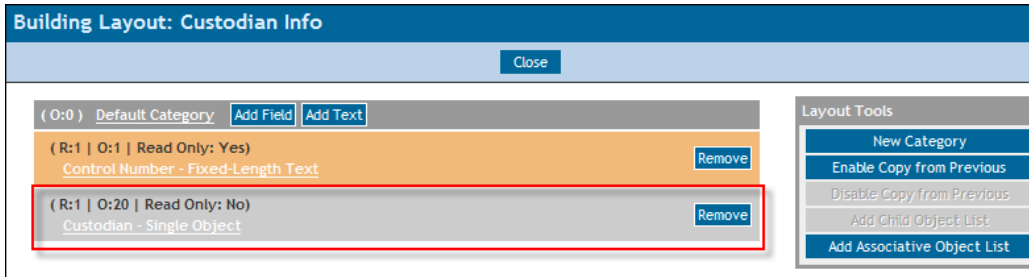 Building Layout: Custodian Info
Close
( O:0 ) Default Category Add Field Add Text
( R:1 | O:1 | Read Only: Yes)
Control Number - Fixed-Length Text
Remove
( R:1 | O:20 | Read Only: No)
Custodian - Single Object
Remove
Layout Tools
New Category
Enable Copy from Previous
Disable Copy from Previous
Add Child Object List
Add Associative Object List